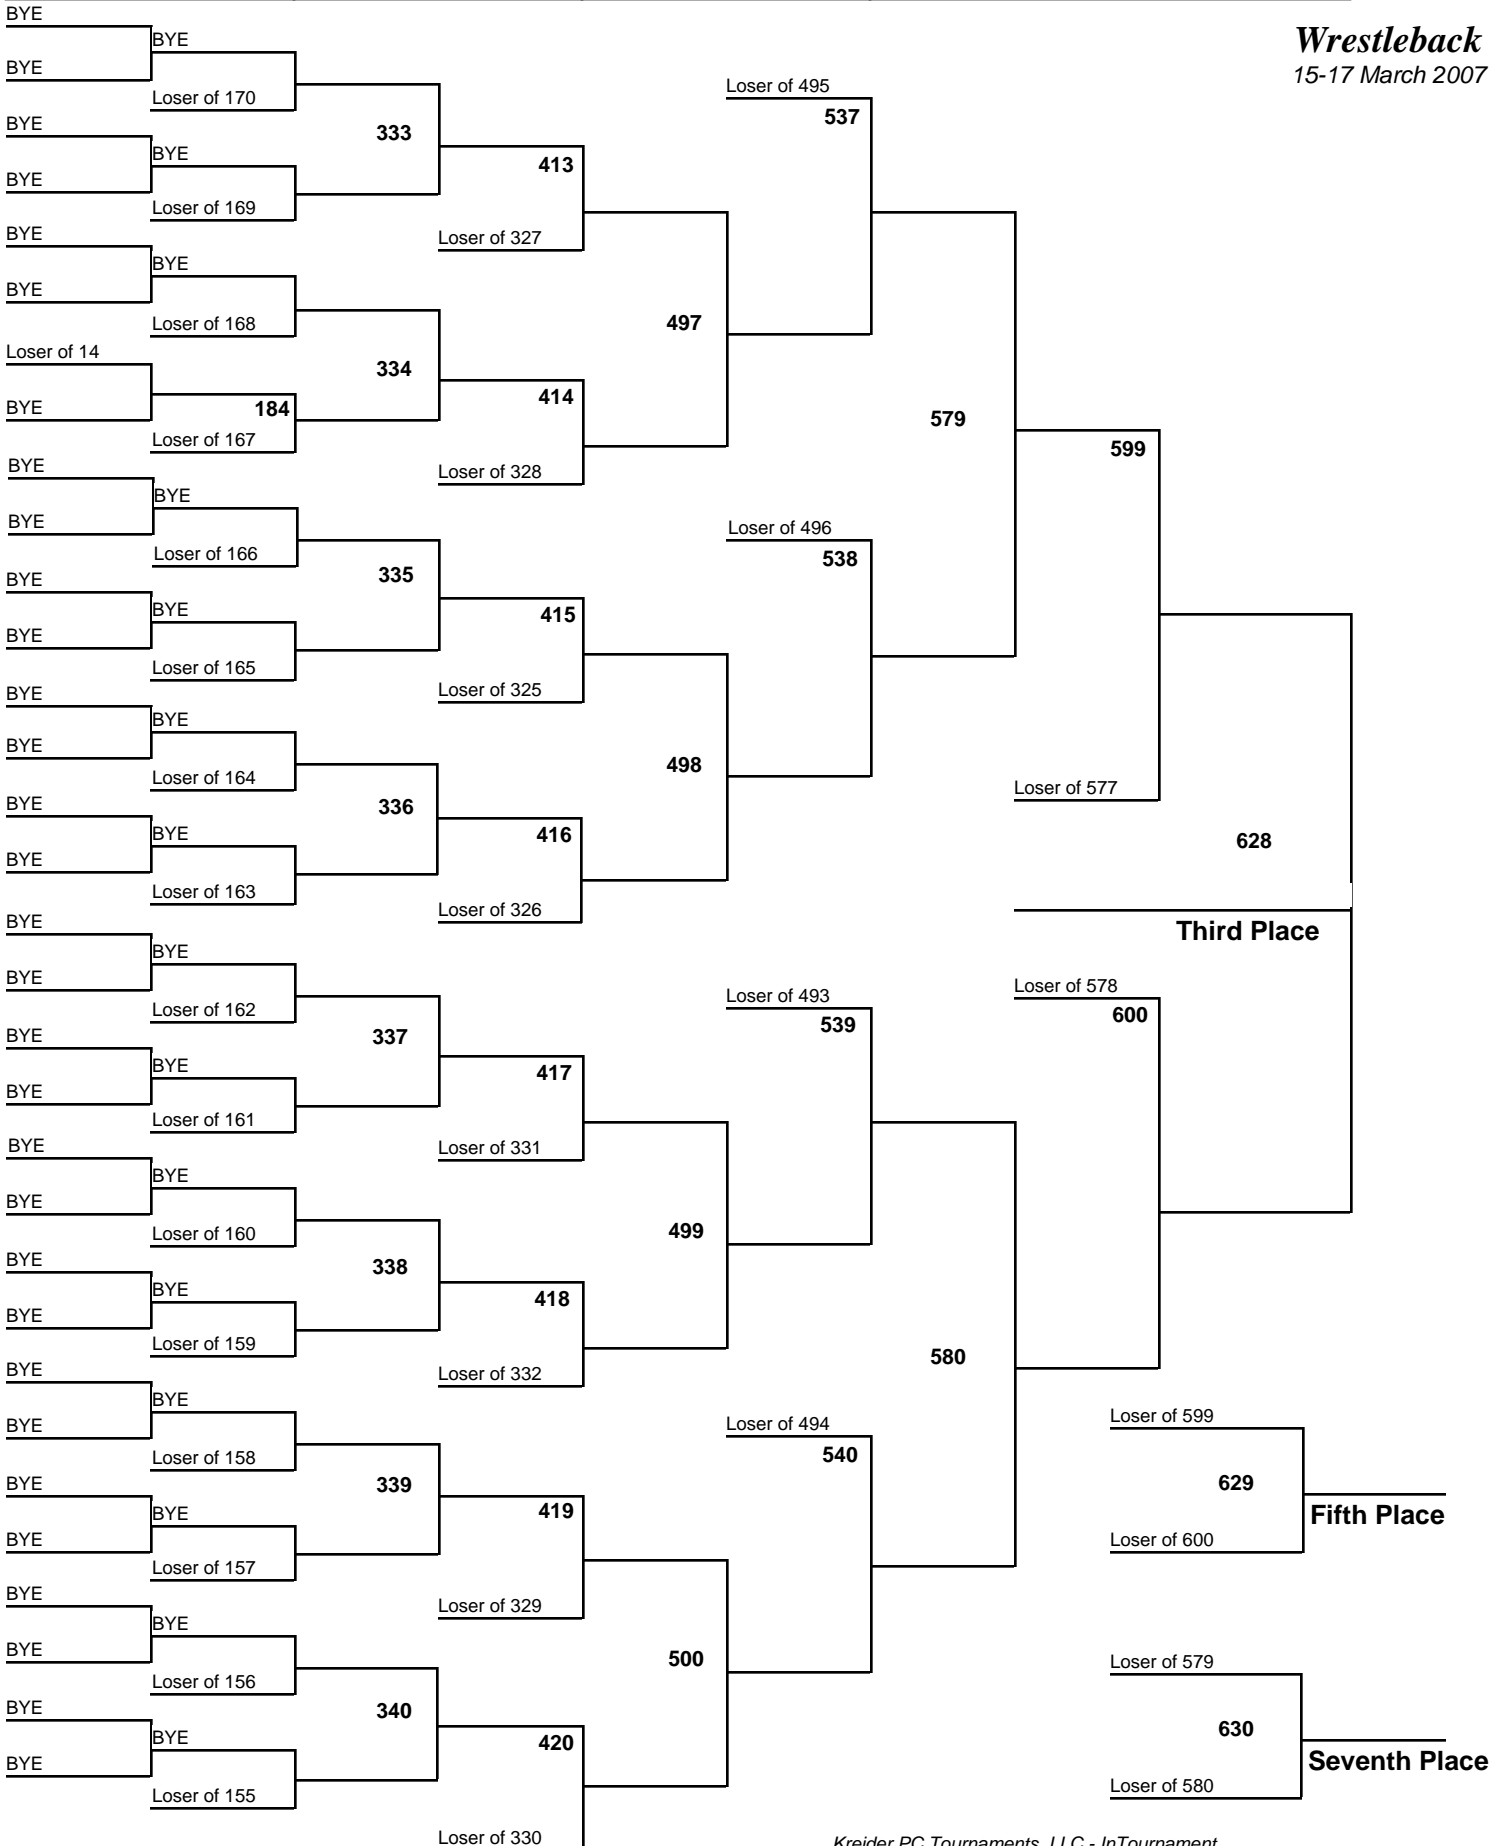 BYE
BYE
BYE
Loser of 170
BYE
BYE
BYE
Loser of 169
BYE
BYE
BYE
Loser of 168
Loser of 14
BYE
184
Loser of 167
BYE
BYE
BYE
Loser of 166
BYE
BYE
BYE
Loser of 165
BYE
BYE
BYE
Loser of 164
BYE
BYE
BYE
Loser of 163
BYE
BYE
BYE
Loser of 162
BYE
BYE
BYE
Loser of 161
BYE
BYE
BYE
Loser of 160
BYE
BYE
BYE
Loser of 159
BYE
BYE
BYE
Loser of 158
BYE
BYE
BYE
Loser of 157
BYE
BYE
BYE
Loser of 156
BYE
BYE
BYE
Loser of 155
333
334
335
336
337
338
339
340
413
Loser of 327
414
Loser of 328
415
Loser of 325
416
Loser of 326
417
Loser of 331
418
Loser of 332
419
Loser of 329
420
Loser of 330
497
498
499
500
Loser of 495
537
Loser of 496
538
Loser of 493
539
Loser of 494
540
579
580
599
Loser of 577
Loser of 578
600
628
Third Place
Loser of 599
629
Fifth Place
Loser of 600
Loser of 579
630
Seventh Place
Loser of 580
Wrestleback
15-17 March 2007
Kreider PC Tournaments, LLC - InTournament